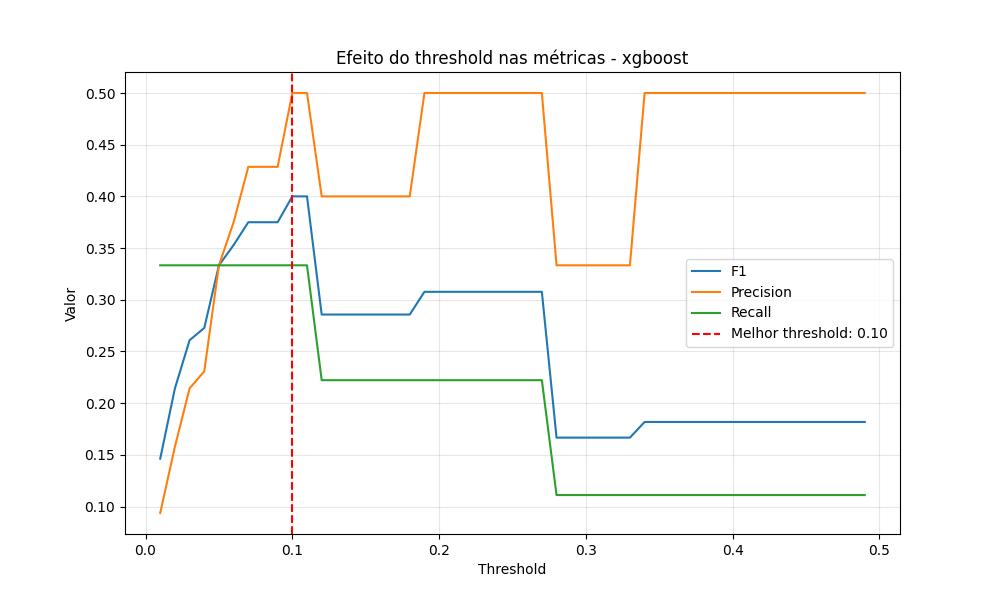 Efeito do threshold nas métricas - xgboost
Valor
0.50
0.45
0.40
0.35
0.30
0.25
0.20
0.15
0.10
F1
Precision
Recall
Melhor threshold: 0.10
0.0 0.1 0.2 0.3 0.4 0.5
Threshold